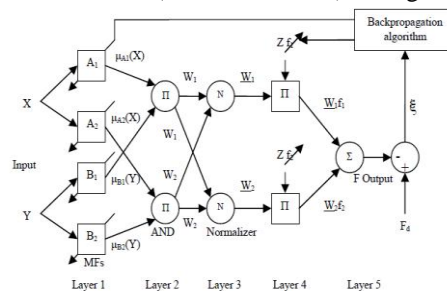 Backpropagation
algorithm
A₁
μA1(X)
X
A₂
μA2(X)
Input
B₁
μB1(Y)
Y
B₂
μB2(Y)
MFs
Π
Π
AND
W₁
W₁
W₂
W₂
N
N
Normalizer
W₁
W₂
Z f₁
Π
Z f₂
Π
W₁f₁
W₂f₂
Σ
F Output
ξ
-
+
F_d
Layer 1
Layer 2
Layer 3
Layer 4
Layer 5